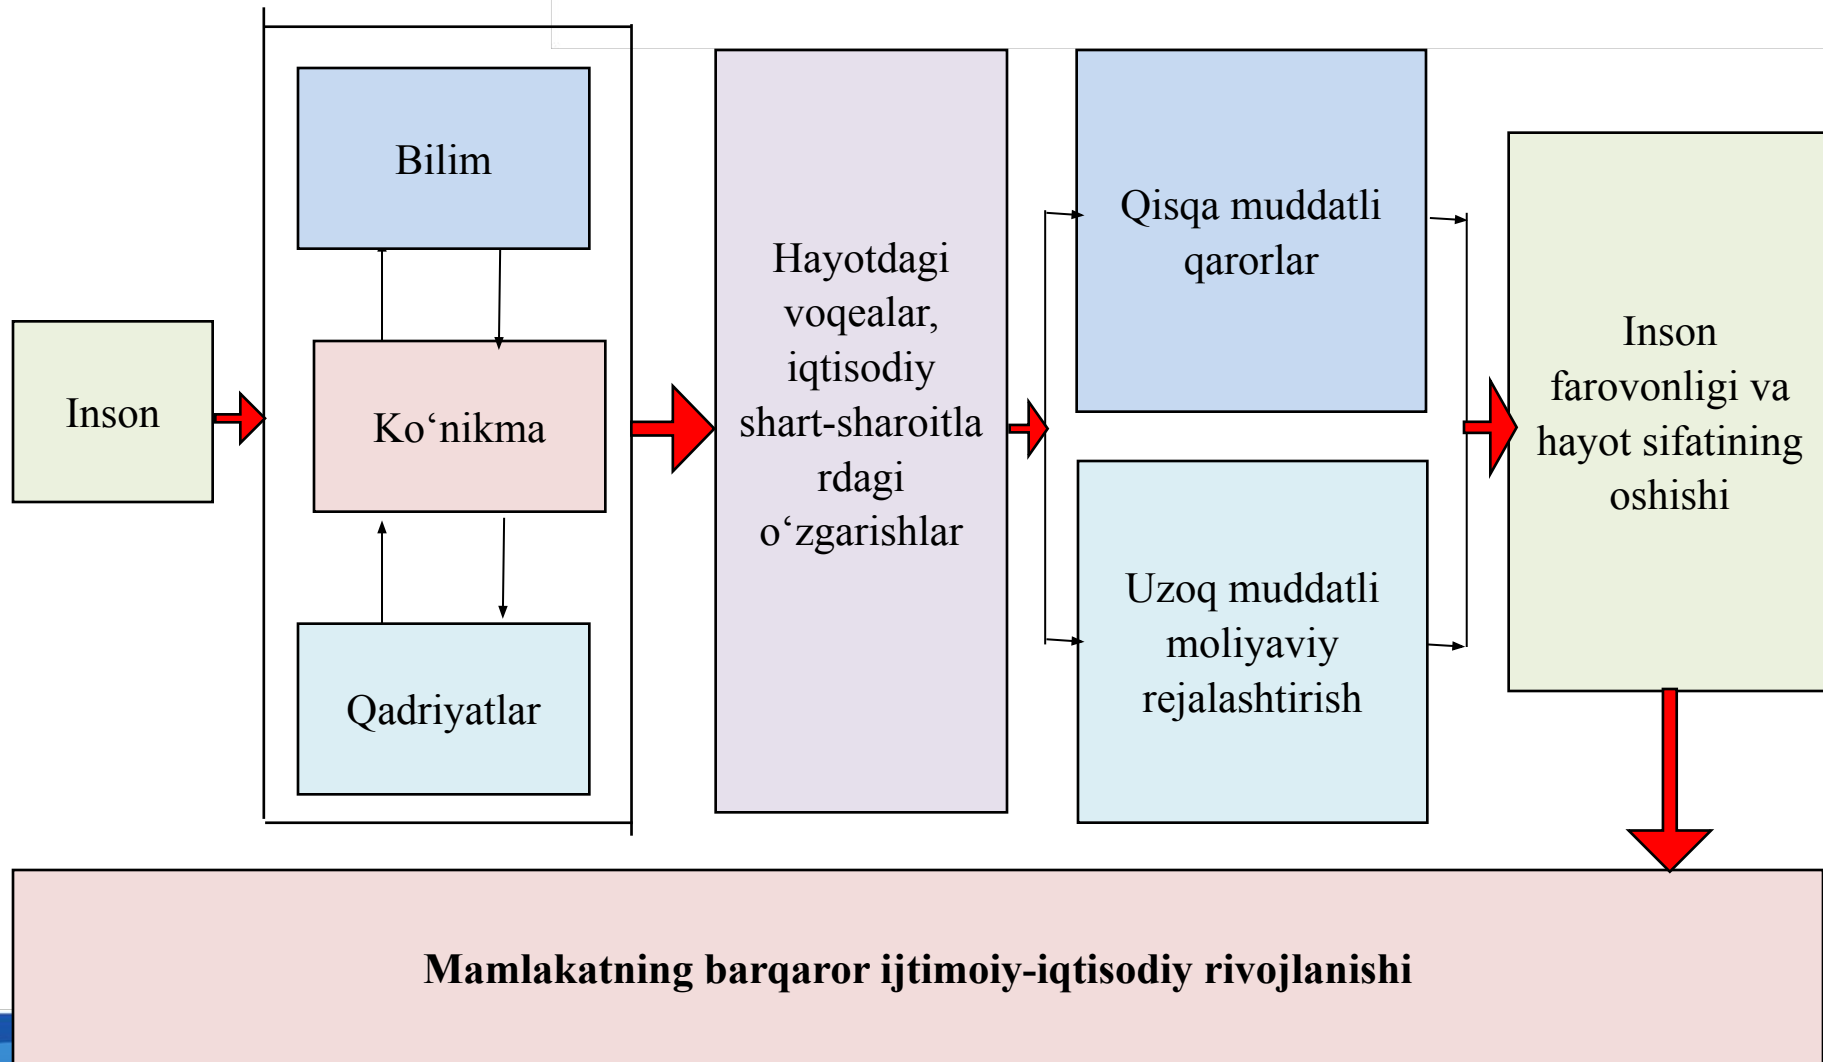 Inson
Bilim
Ko‘nikma
Qadriyatlar
Hayotdagi
voqealar,
iqtisodiy
shart-sharoitla
rdagi
o‘zgarishlar
Qisqa muddatli
qarorlar
Uzoq muddatli
moliyaviy
rejalashtirish
Inson
farovonligi va
hayot sifatining
oshishi
Mamlakatning barqaror ijtimoiy-iqtisodiy rivojlanishi